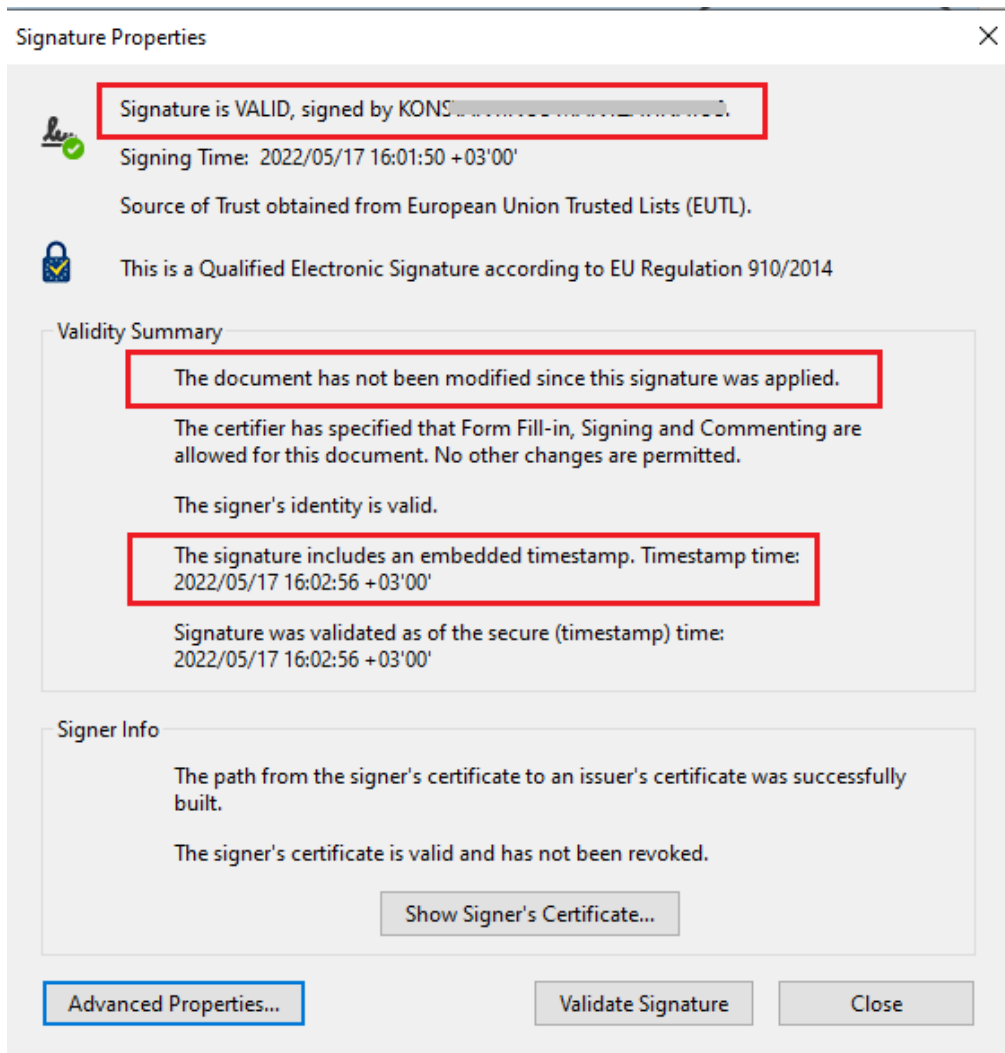 Signature Properties
Signature is VALID, signed by
Signing Time: 2022/05/17 16:01:50 +03'00'
Source of Trust obtained from European Union Trusted Lists (EUTL).
This is a Qualified Electronic Signature according to EU Regulation 910/2014
Validity Summary
The document has not been modified since this signature was applied.
The certifier has specified that Form Fill-in, Signing and Commenting are
allowed for this document. No other changes are permitted.
The signer's identity is valid.
The signature includes an embedded timestamp. Timestamp time:
2022/05/17 16:02:56 +03'00'
Signature was validated as of the secure (timestamp) time:
2022/05/17 16:02:56 +03'00'
Signer Info
The path from the signer's certificate to an issuer's certificate was successfully
built.
The signer's certificate is valid and has not been revoked.
Show Signer's Certificate...
Advanced Properties...
Validate Signature
Close